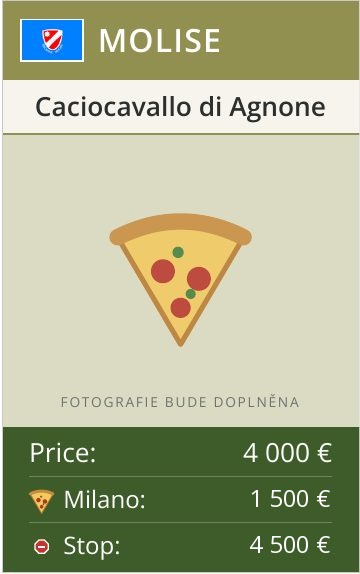 MOLISE
Caciocavallo di Agnone
FOTOGRAFIE BUDE DOPLNĚNA
Price: 4 000 €
Milano: 1 500 €
Stop: 4 500 €